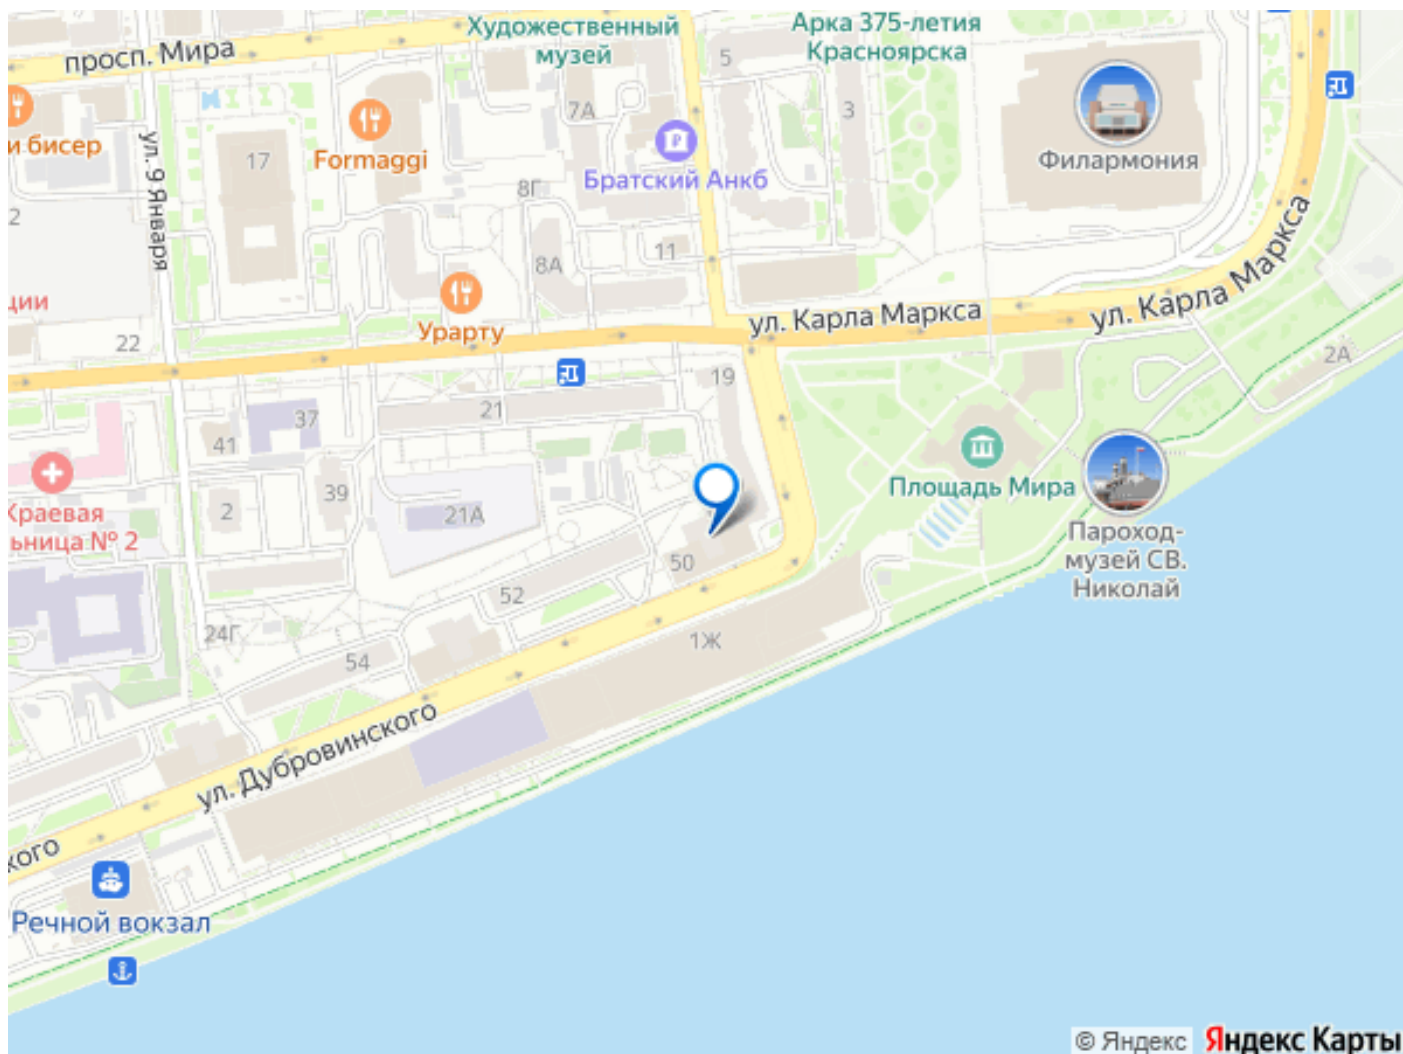 Художественный
музей
Арка 375-летия
Красноярска
просп. Мира
5
7А
3
и бисер
Formaggi
17
Братский Анкб
Филармония
ул. 9 Января
8Г
2
11
8А
ции
Урарту
22
ул. Карла Маркса
ул. Карла Маркса
2А
19
21
37
41
39
2
21А
Краевая
ьница № 2
Площадь Мира
Пароход-
музей СВ.
Николай
50
52
24Г
54
1Ж
ул. Дубровинского
кого
Речной вокзал
© Яндекс Яндекс Карты